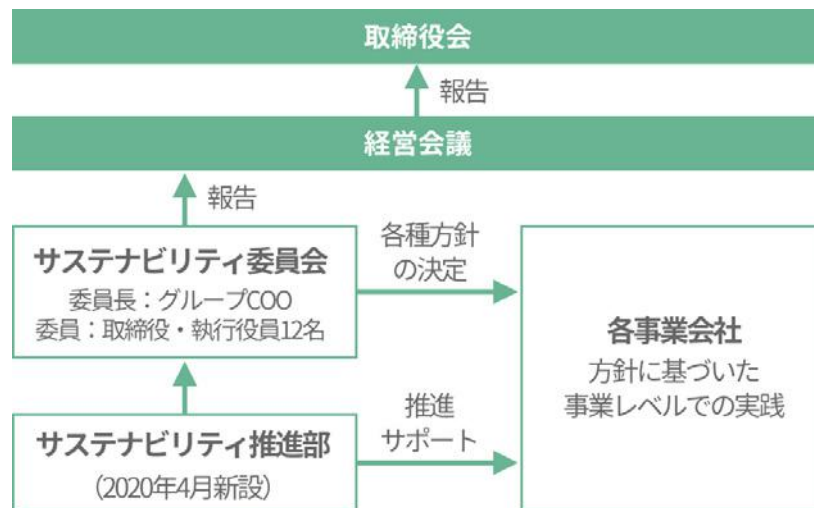 取締役会
報告
経営会議
報告
サステナビリティ委員会
委員長：グループCOO
委員：取締役・執行役員12名
各種方針
の決定
各事業会社
方針に基づいた
事業レベルでの実践
サステナビリティ推進部
（2020年4月新設）
推進
サポート